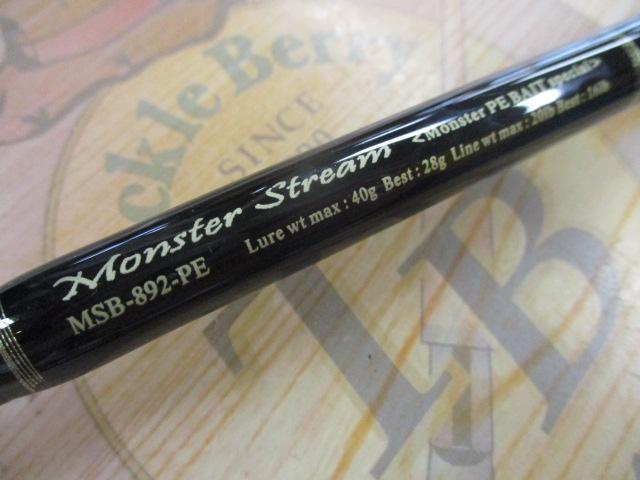 Monster Stream <Monster PE BAIT special>
MSB-892-PE Lure wt max : 40g Best : 28g Line wt max : 20lb Best : 16lb
ckle Berry
SINCE
TB